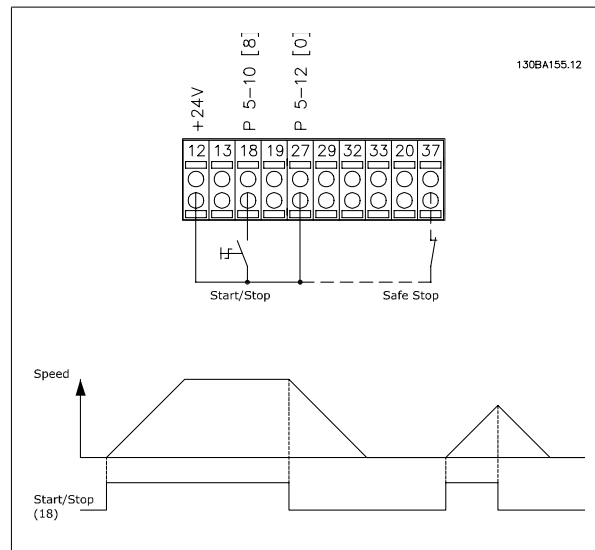 130BA155.12
+24V
P 5-10 [8]
P 5-12 [0]
12 13 18 19 27 29 32 33 20 37
Start/Stop
Safe Stop
Speed
Start/Stop
(18)